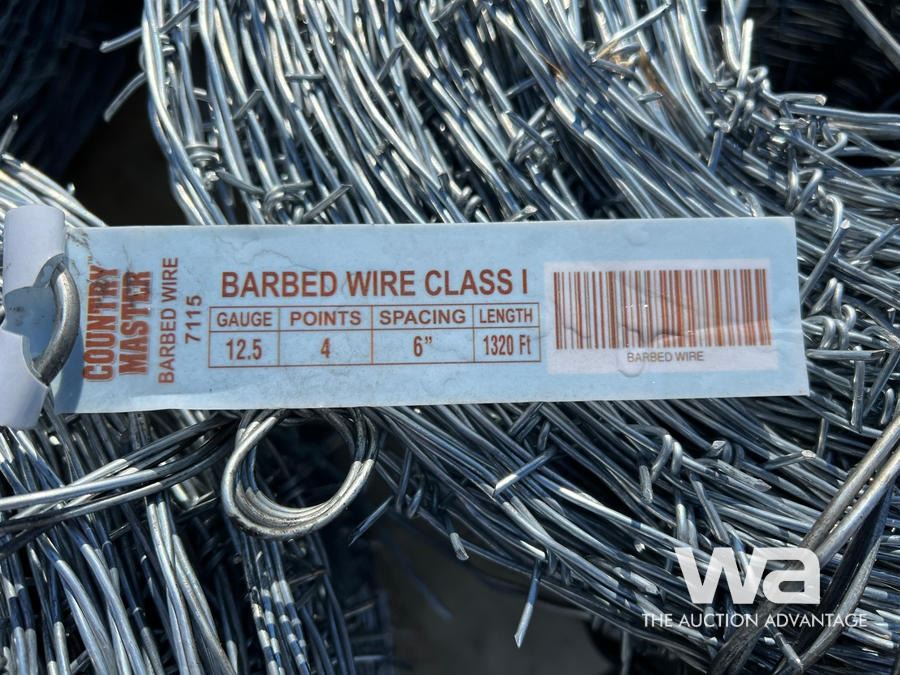 COUNTRY
MASTER
BARBED WIRE
7115
BARBED WIRE CLASS I
GAUGE POINTS SPACING LENGTH
12.5 4 6” 1320 Ft
BARBED WIRE
wa
THE AUCTION ADVANTAGE